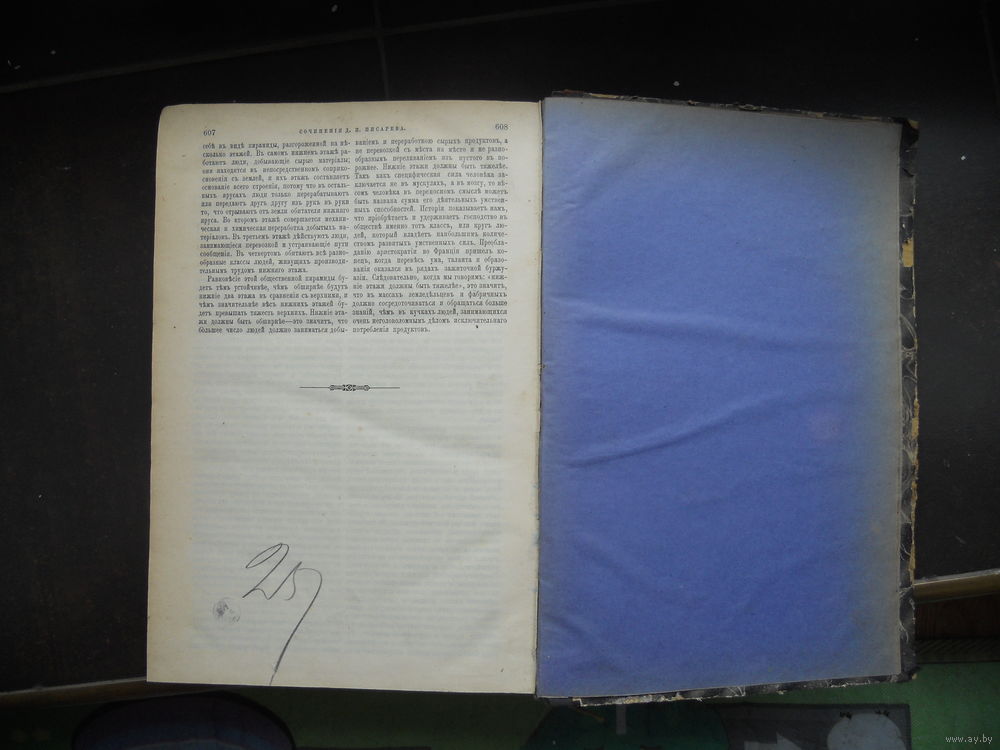 607
СОЧИНЕНІЯ Д. И. ПИСАРЕВА.
608
себѣ въ видѣ пирамиды, разгороженной на нѣ-
сколько этажей. Въ самомъ нижнемъ этажѣ ра-
ботаютъ люди, добывающіе сырые матеріалы;
они находятся въ непосредственномъ соприко-
сновеніи съ землей, и ихъ этажъ составляетъ
основаніе всего строенія, потому что въ осталь-
ныхъ ярусахъ люди только перерабатываютъ
или передаютъ другъ другу изъ рукъ въ руки
то, что отрываютъ отъ земли обитатели нижняго
яруса. Во второмъ этажѣ совершается механиче-
ская и химическая переработка добытыхъ ма-
теріаловъ. Въ третьемъ этажѣ дѣйствуютъ люди,
занимающіеся перевозкой и устраивающіе пути
сообщенія. Въ четвертомъ обитаютъ всѣ разно-
образные классы людей, живущихъ производи-
тельнымъ трудомъ нижняго этажа.
Равновѣсіе этой общественной пирамиды бу-
детъ тѣмъ устойчивѣе, чѣмъ обширнѣе будутъ
нижніе два этажа въ сравненіи съ верхними, и
чѣмъ значительнѣе вѣсъ нижнихъ этажей бу-
детъ превышать тяжесть верхнихъ. Нижніе эта-
жи должны быть обширнѣе—это значитъ, что
большее число людей должно заниматься добы-
ваніемъ и переработкою сырыхъ продуктовъ, а
не перевозкой съ мѣста на мѣсто и не разно-
образнымъ переливаніемъ изъ пустого въ по-
рожнее. Нижніе этажи должны быть тяжелѣе.
Такъ какъ специфическая сила человѣка за-
ключается не въ мускулахъ, а въ мозгу, то вѣ-
сомъ человѣка въ переносномъ смыслѣ можетъ
быть названа сумма его дѣятельныхъ умствен-
ныхъ способностей. Исторія показываетъ намъ,
что пріобрѣтаетъ и удерживаетъ господство въ
обществѣ именно тотъ классъ, или кругъ лю-
дей, который владѣетъ наибольшимъ количе-
ствомъ развитыхъ умственныхъ силъ. Преобла-
данію аристократіи во Франціи пришелъ ко-
нецъ, когда перевѣсъ ума, таланта и образо-
ванія оказался въ рядахъ зажиточной буржу-
азіи. Слѣдовательно, когда мы говоримъ: «ниж-
ніе этажи должны быть тяжелѣе», это значитъ,
что въ массахъ земледѣльцевъ и фабричныхъ
должно сосредоточиваться и обращаться больше
знаній, чѣмъ въ кучкахъ людей, занимающихся
очень неголоволомнымъ дѣломъ исключительнаго
потребленія продуктовъ.
www.ay.by